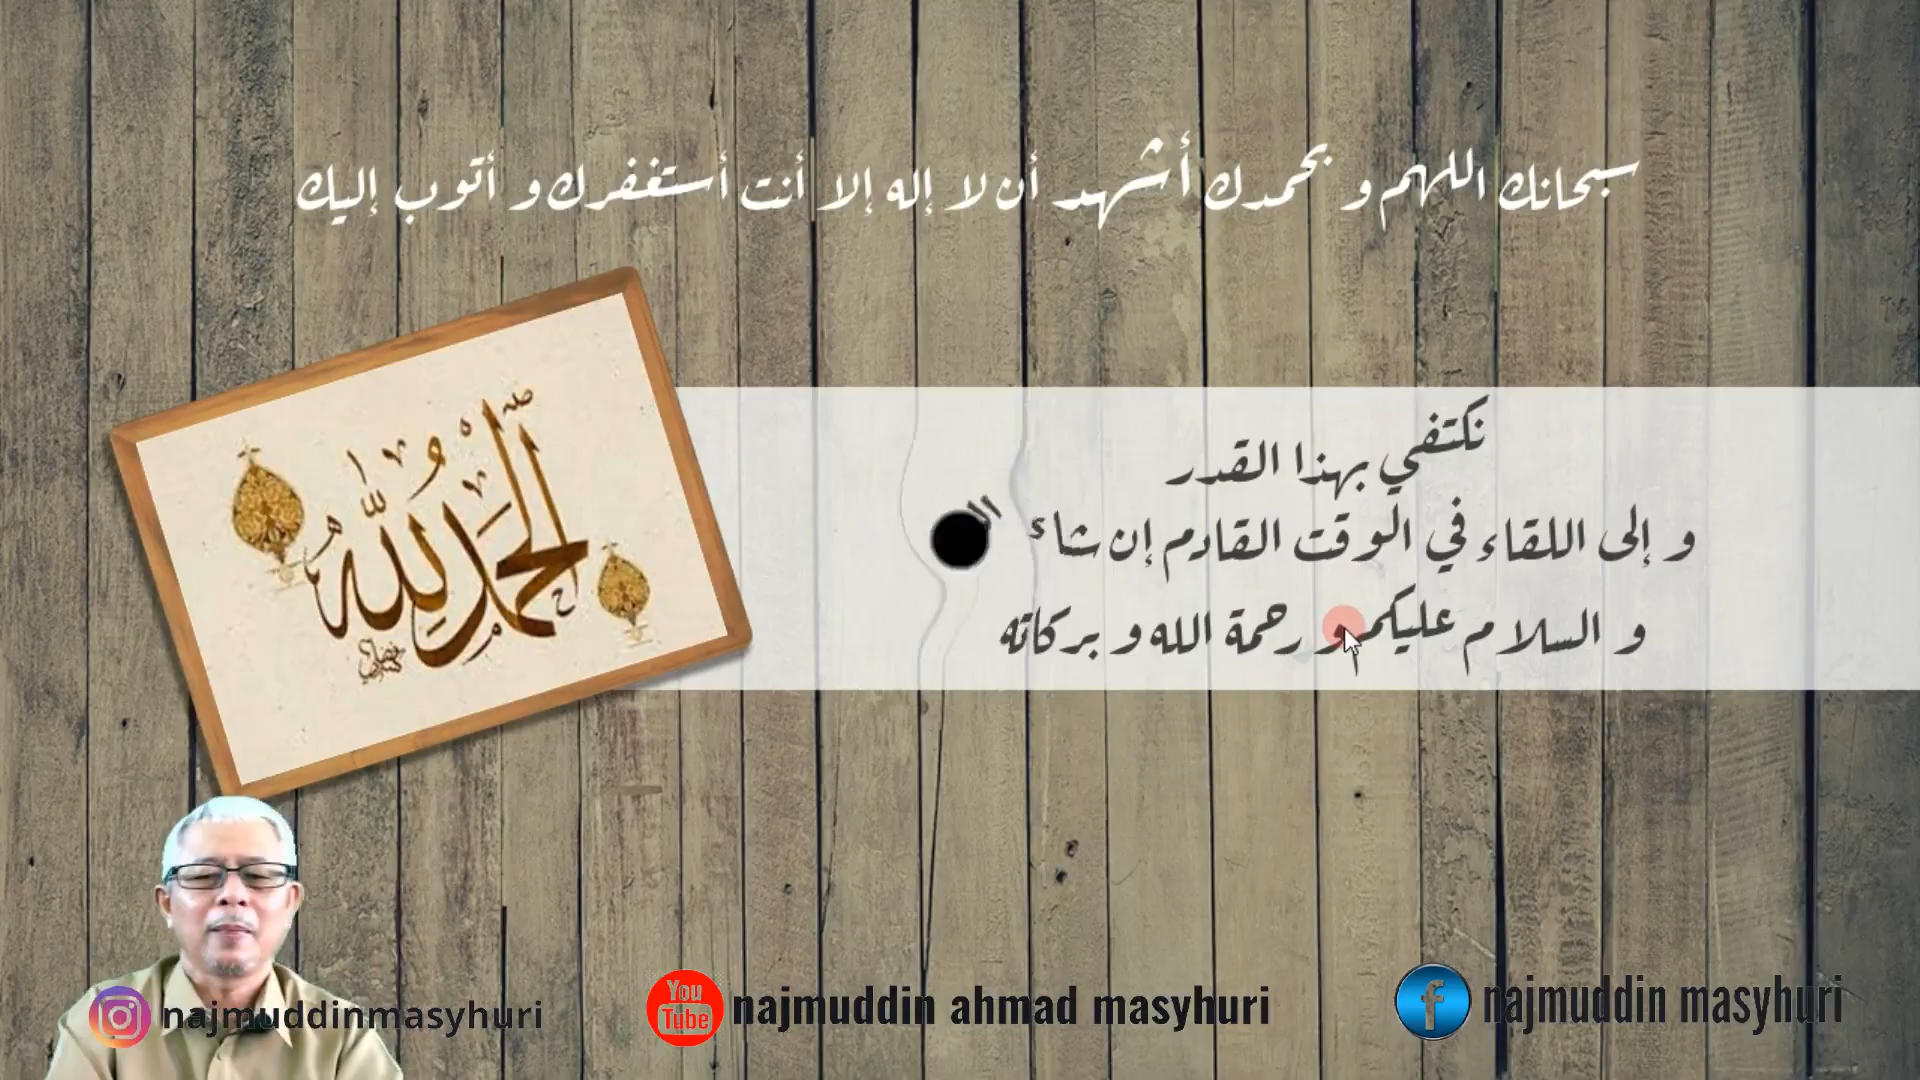 سبحانك اللهم و بحمدك أشهد أن لا إله إلا أنت أستغفرك و أتوب إليك
الحمد لله
نكتفي بهذا القدر
و إلى اللقاء في الوقت القادم إن شاء
و السلام عليكم و رحمة الله و بركاته
najmuddinmasyhuri
You Tube najmuddin ahmad masyhuri
f najmuddin masyhuri